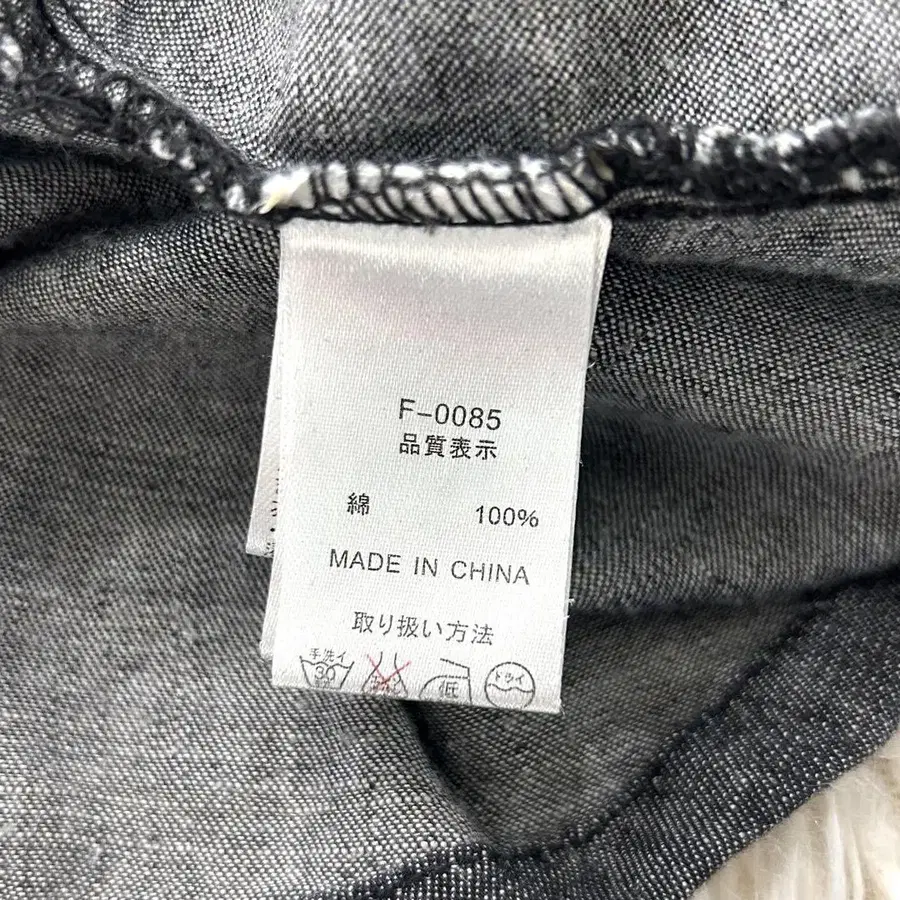 F-0085
品質表示
綿 100%
MADE IN CHINA
取り扱い方法
手洗イ
30
低
ドライ